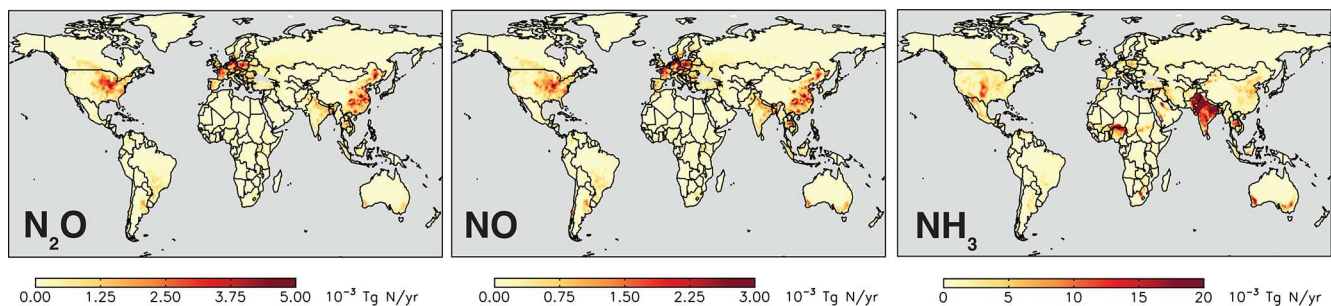 N₂O
NO
NH₃
0.00 1.25 2.50 3.75 5.00 10⁻³ Tg N/yr
0.00 0.75 1.50 2.25 3.00 10⁻³ Tg N/yr
0 5 10 15 20 10⁻³ Tg N/yr